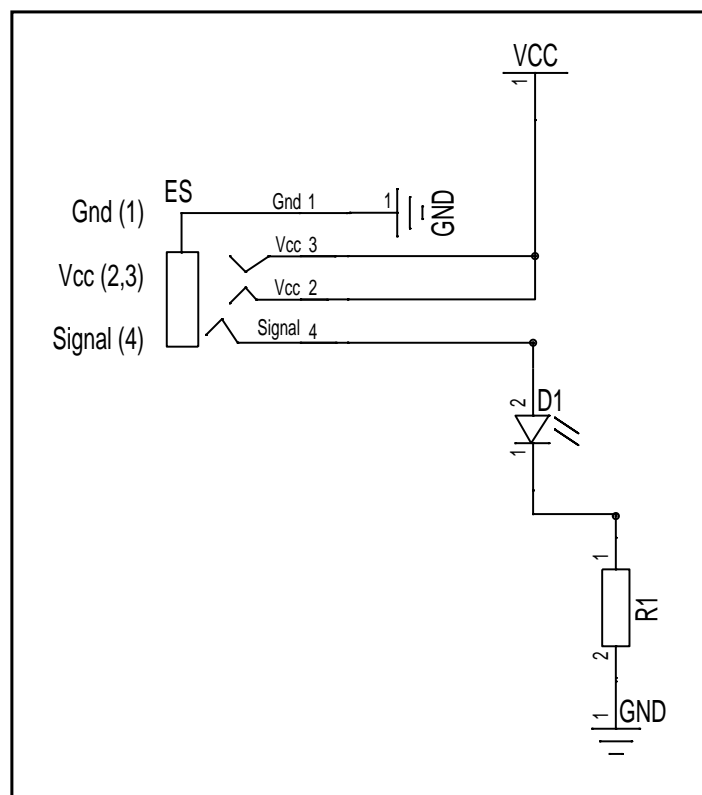 VCC
1
ES
Gnd (1)
Gnd 1
1
GND
Vcc 3
Vcc (2,3)
Vcc 2
Signal (4)
Signal 4
2
D1
1
1
R1
2
1
GND